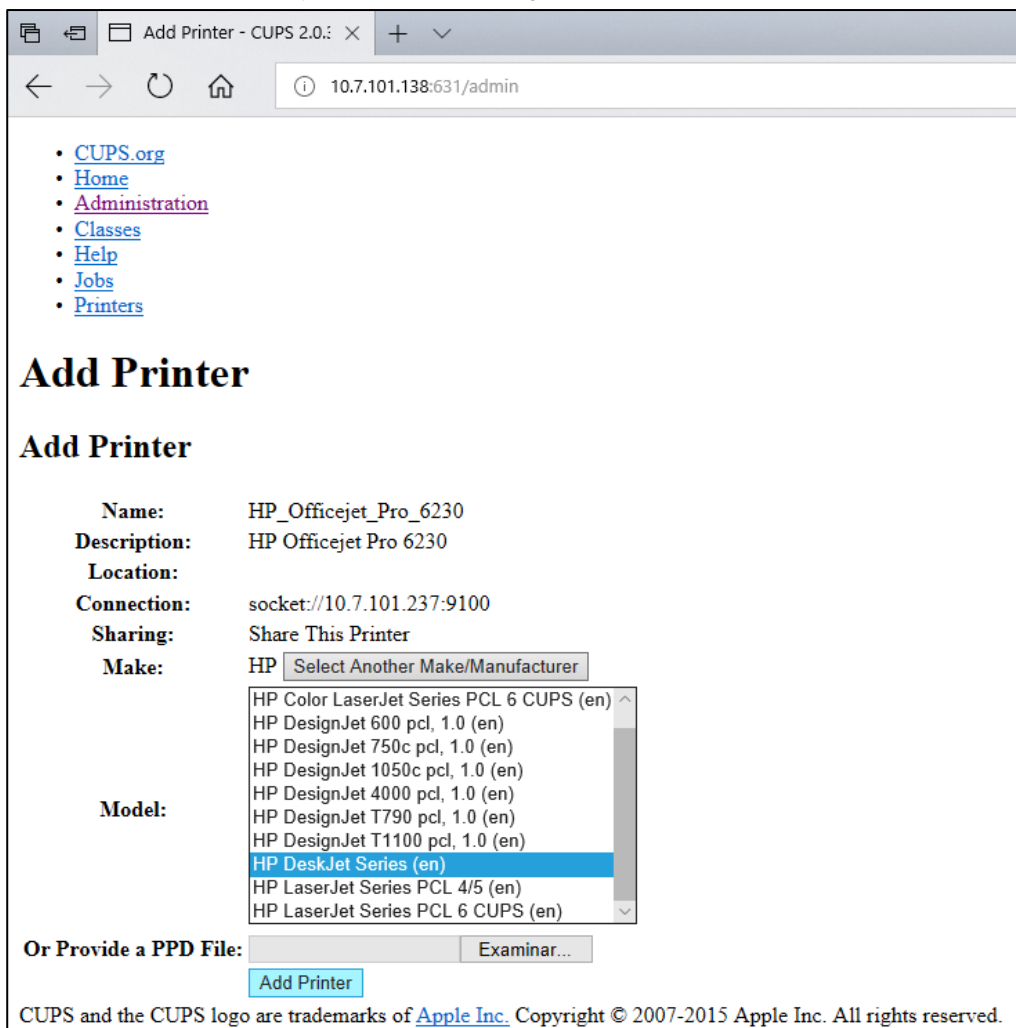 Add Printer - CUPS 2.0.
10.7.101.138:631/admin
• CUPS.org
• Home
• Administration
• Classes
• Help
• Jobs
• Printers
Add Printer
Add Printer
Name: HP_Officejet_Pro_6230
Description: HP Officejet Pro 6230
Location:
Connection: socket://10.7.101.237:9100
Sharing: Share This Printer
Make: HP Select Another Make/Manufacturer
HP Color LaserJet Series PCL 6 CUPS (en)
HP DesignJet 600 pcl, 1.0 (en)
HP DesignJet 750c pcl, 1.0 (en)
HP DesignJet 1050c pcl, 1.0 (en)
HP DesignJet 4000 pcl, 1.0 (en)
Model: HP DesignJet T790 pcl, 1.0 (en)
HP DesignJet T1100 pcl, 1.0 (en)
HP DeskJet Series (en)
HP LaserJet Series PCL 4/5 (en)
HP LaserJet Series PCL 6 CUPS (en)
Or Provide a PPD File: Examinar...
Add Printer
CUPS and the CUPS logo are trademarks of Apple Inc. Copyright © 2007-2015 Apple Inc. All rights reserved.